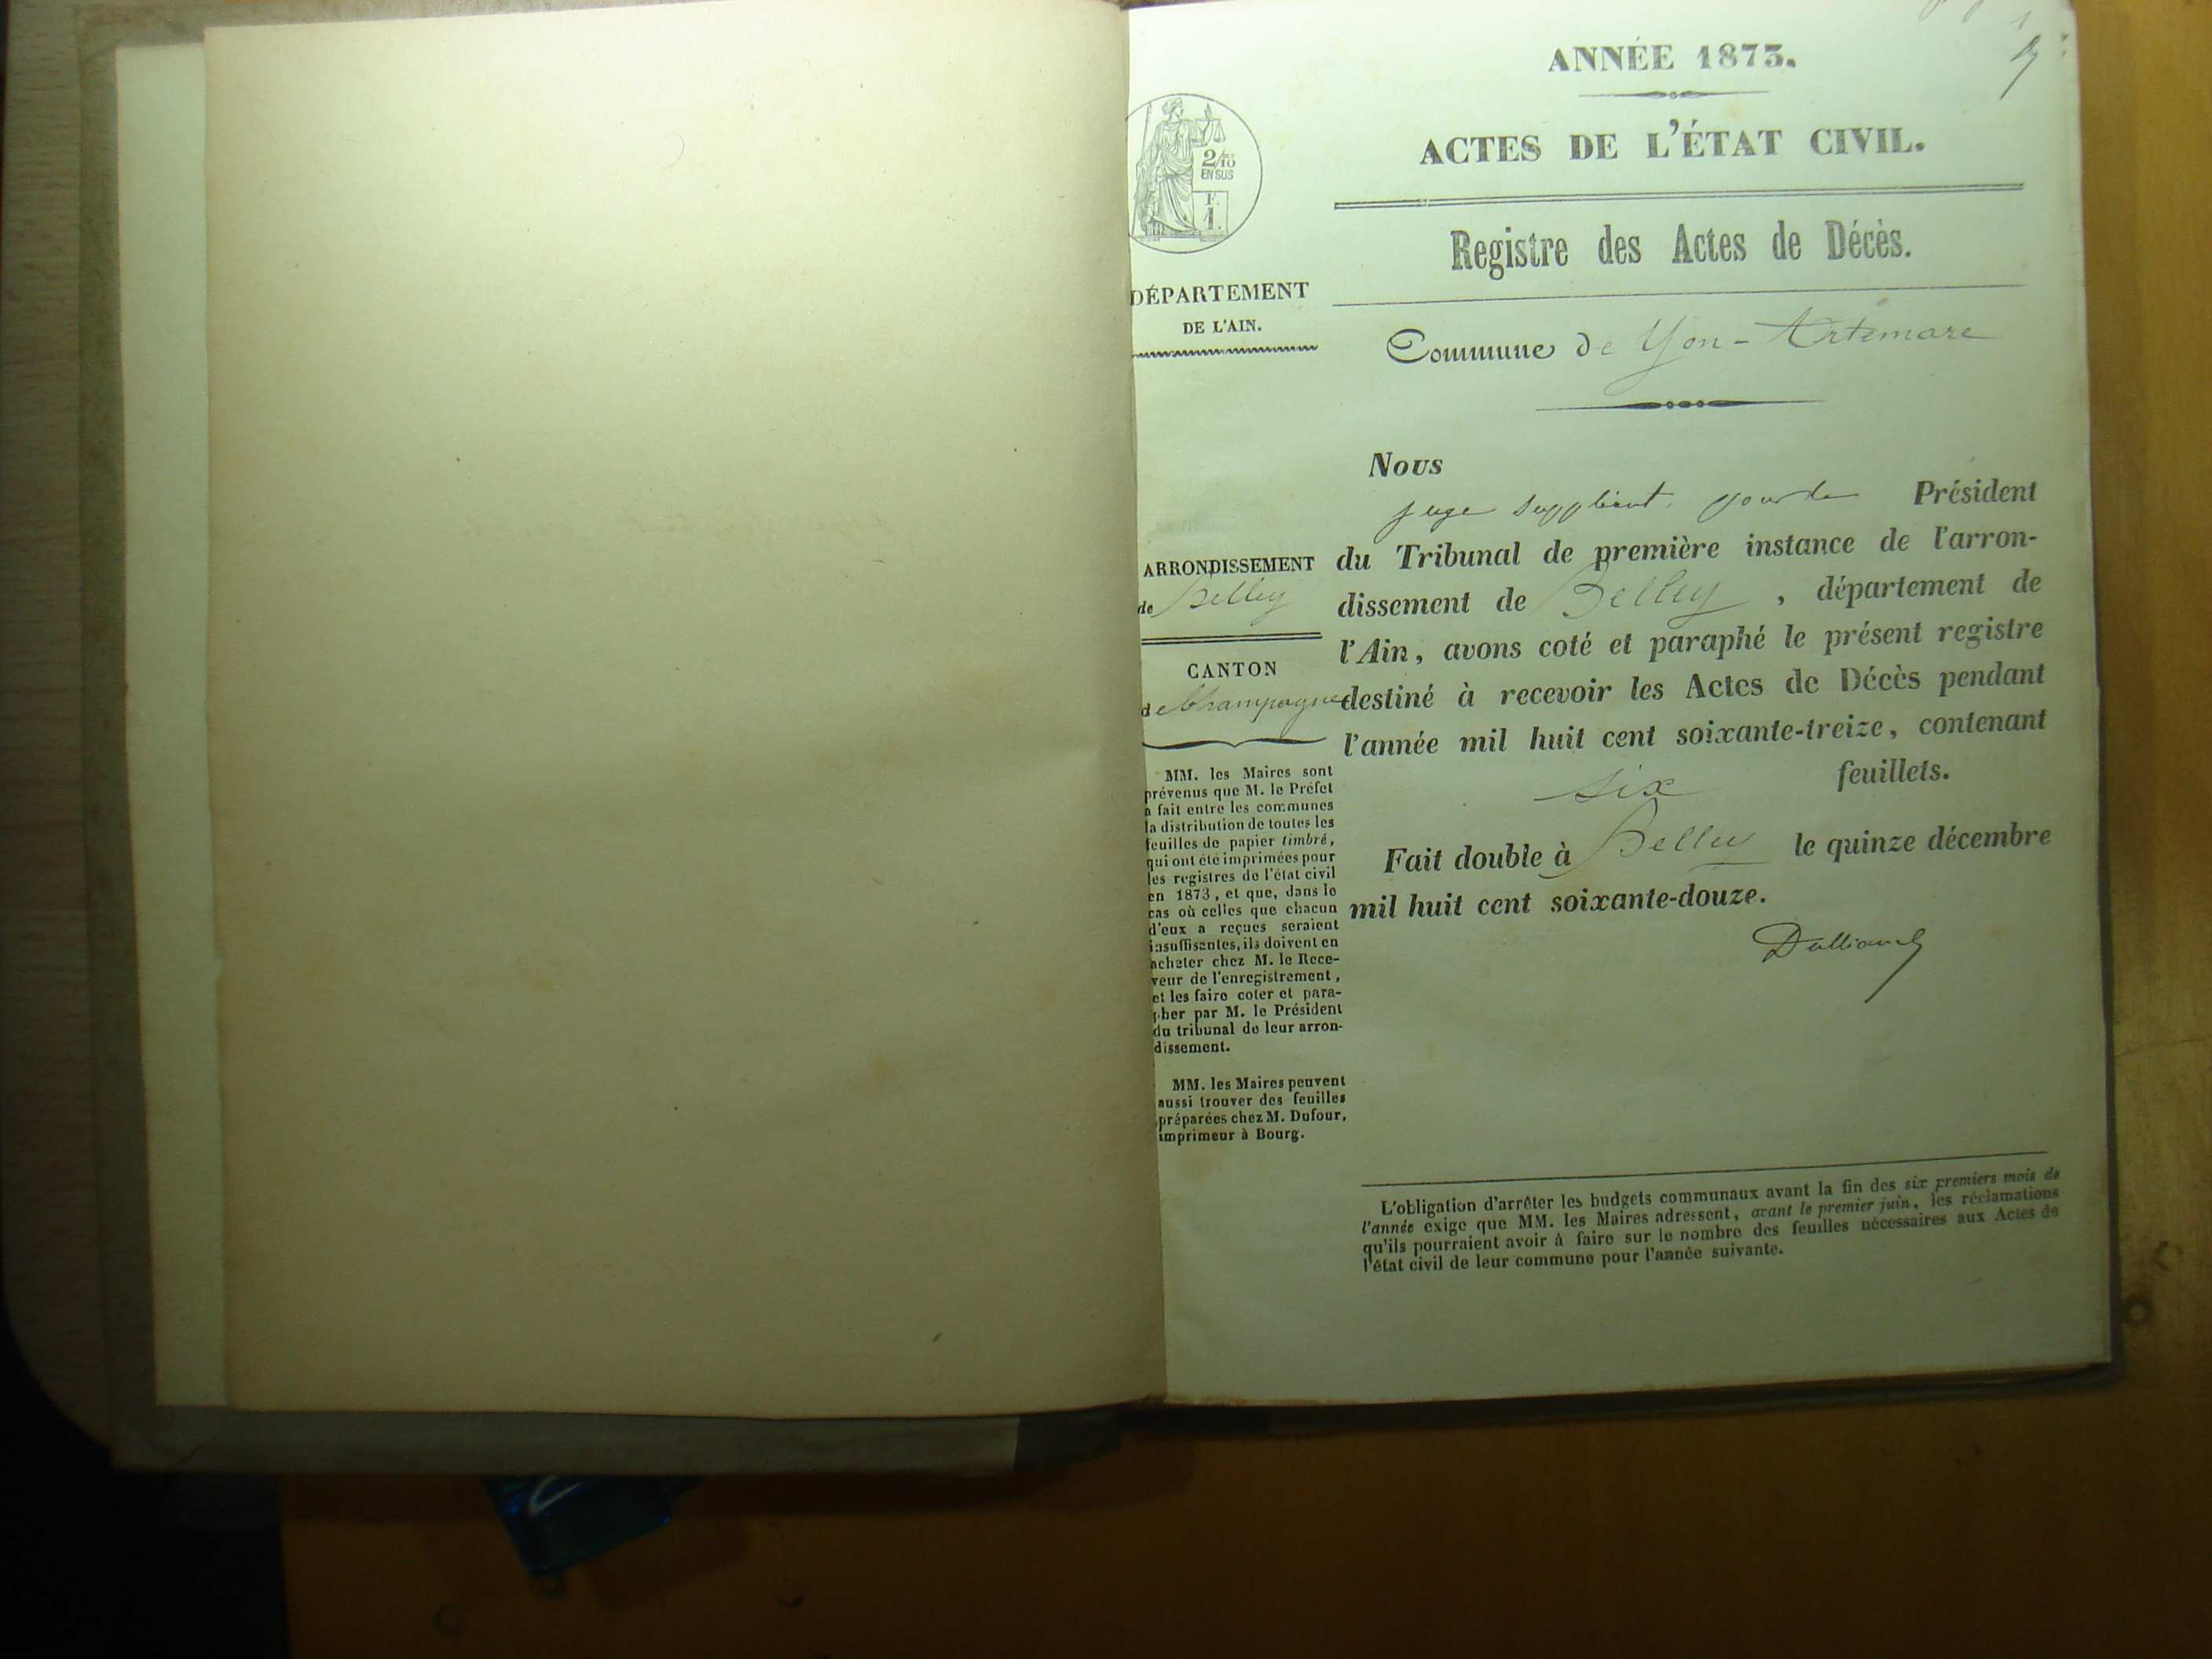 ANNÉE 1873.
ACTES DE L'ÉTAT CIVIL.
Registre des Actes de Décès.
Commune de Yon-Artemare
2/10
EN SUS
F.
1.
DÉPARTEMENT
DE L'AIN.
ARRONDISSEMENT
de Belley
CANTON
de Champagne
MM. les Maires sont
prévenus que M. le Préfet
a fait entre les communes
la distribution de toutes les
feuilles de papier timbré,
qui ont été imprimées pour
les registres de l'état civil
en 1873, et que, dans le
cas où celles que chacun
d'eux a reçues seraient
insuffisantes, ils doivent en
acheter chez M. le Rece-
veur de l'enregistrement,
et les faire coter et para-
pher par M. le Président
du tribunal de leur arron-
dissement.
MM. les Maires peuvent
aussi trouver des feuilles
préparées chez M. Dufour,
imprimeur à Bourg.
Nous
juge suppléant, pour le Président
du Tribunal de première instance de l'arron-
dissement de Belley, département de
l'Ain, avons coté et paraphé le présent registre
destiné à recevoir les Actes de Décès pendant
l'année mil huit cent soixante-treize, contenant
six feuillets.
Fait double à Belley le quinze décembre
mil huit cent soixante-douze.
L'obligation d'arrêter les budgets communaux avant la fin des six premiers mois de
l'année exige que MM. les Maires adressent, avant le premier juin, les réclamations
qu'ils pourraient avoir à faire sur le nombre des feuilles nécessaires aux Actes de
l'état civil de leur commune pour l'année suivante.